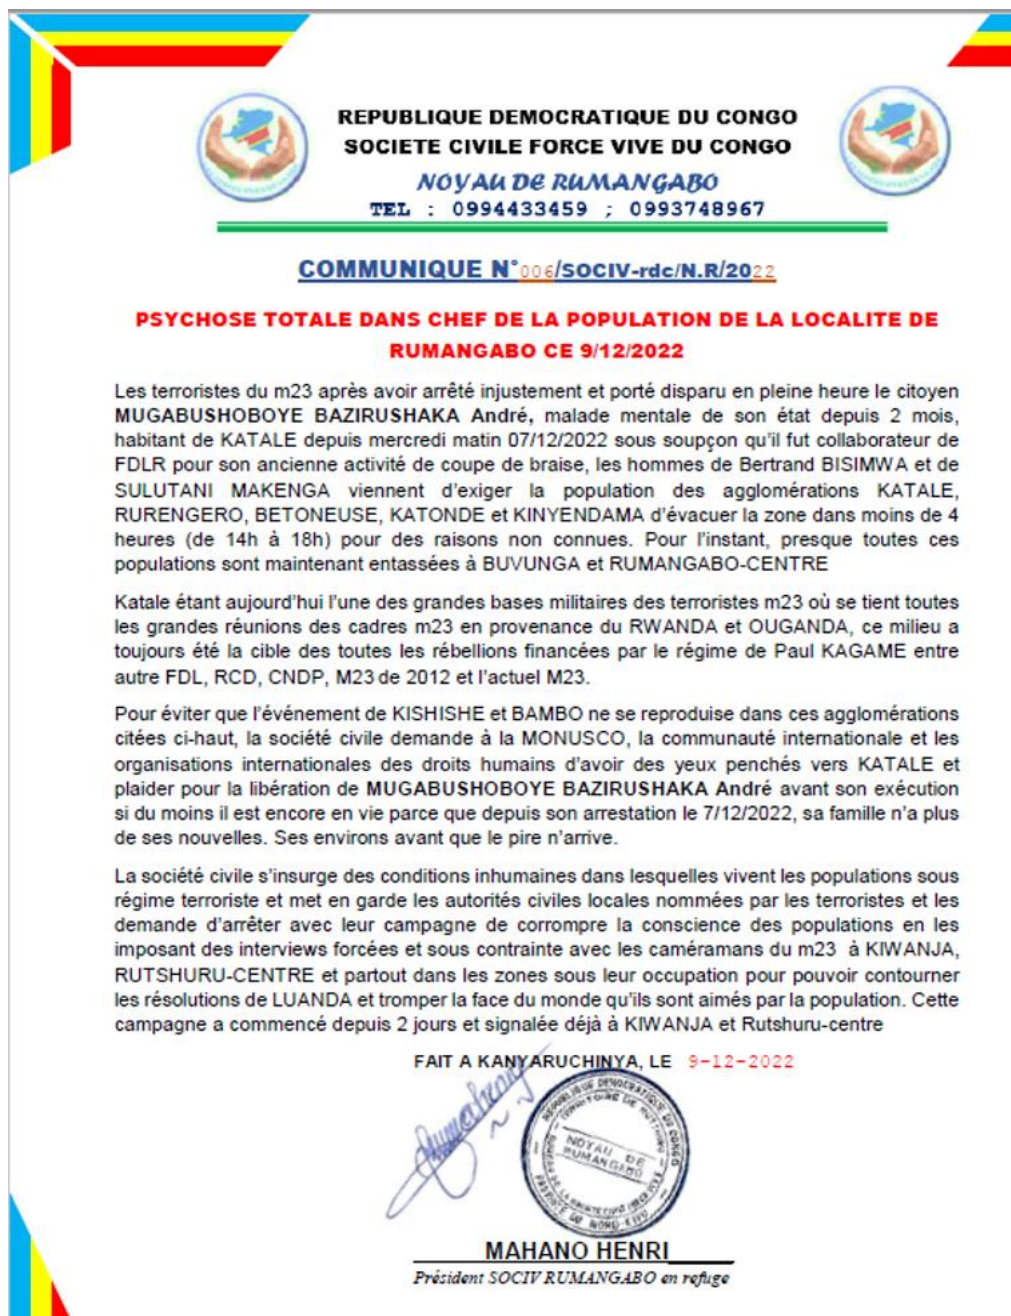 REPUBLIQUE DEMOCRATIQUE DU CONGO
SOCIETE CIVILE FORCE VIVE DU CONGO
NOYAU DE RUMANGABO
TEL : 0994433459 ; 0993748967
COMMUNIQUE N°006/SOCIV-rdc/N.R/2022
PSYCHOSE TOTALE DANS CHEF DE LA POPULATION DE LA LOCALITE DE
RUMANGABO CE 9/12/2022
Les terroristes du m23 après avoir arrêté injustement et porté disparu en pleine heure le citoyen
MUGABUSHOBOYE BAZIRUSHAKA André, malade mentale de son état depuis 2 mois,
habitant de KATALE depuis mercredi matin 07/12/2022 sous soupçon qu'il fut collaborateur de
FDLR pour son ancienne activité de coupe de braise, les hommes de Bertrand BISIMWA et de
SULUTANI MAKENGA viennent d'exiger la population des agglomérations KATALE,
RURENGERO, BETONEUSE, KATONDE et KINYENDAMA d'évacuer la zone dans moins de 4
heures (de 14h à 18h) pour des raisons non connues. Pour l'instant, presque toutes ces
populations sont maintenant entassées à BUVUNGA et RUMANGABO-CENTRE
Katale étant aujourd'hui l'une des grandes bases militaires des terroristes m23 où se tient toutes
les grandes réunions des cadres m23 en provenance du RWANDA et OUGANDA, ce milieu a
toujours été la cible des toutes les rébellions financées par le régime de Paul KAGAME entre
autre FDL, RCD, CNDP, M23 de 2012 et l'actuel M23.
Pour éviter que l'événement de KISHISHE et BAMBO ne se reproduise dans ces agglomérations
citées ci-haut, la société civile demande à la MONUSCO, la communauté internationale et les
organisations internationales des droits humains d'avoir des yeux penchés vers KATALE et
plaider pour la libération de MUGABUSHOBOYE BAZIRUSHAKA André avant son exécution
si du moins il est encore en vie parce que depuis son arrestation le 7/12/2022, sa famille n'a plus
de ses nouvelles. Ses environs avant que le pire n'arrive.
La société civile s'insurge des conditions inhumaines dans lesquelles vivent les populations sous
régime terroriste et met en garde les autorités civiles locales nommées par les terroristes et les
demande d'arrêter avec leur campagne de corrompre la conscience des populations en les
imposant des interviews forcées et sous contrainte avec les caméramans du m23 à KIWANJA,
RUTSHURU-CENTRE et partout dans les zones sous leur occupation pour pouvoir contourner
les résolutions de LUANDA et tromper la face du monde qu'ils sont aimés par la population. Cette
campagne a commencé depuis 2 jours et signalée déjà à KIWANJA et Rutshuru-centre
FAIT A KANYARUCHINYA, LE 9-12-2022
REPUBLIQUE DEMOCRATIQUE DU CONGO
NOYAU DE
RUMANGABO
PROVINCE DU NORD-KIVU
MAHANO HENRI
Président SOCIV RUMANGABO en refuge